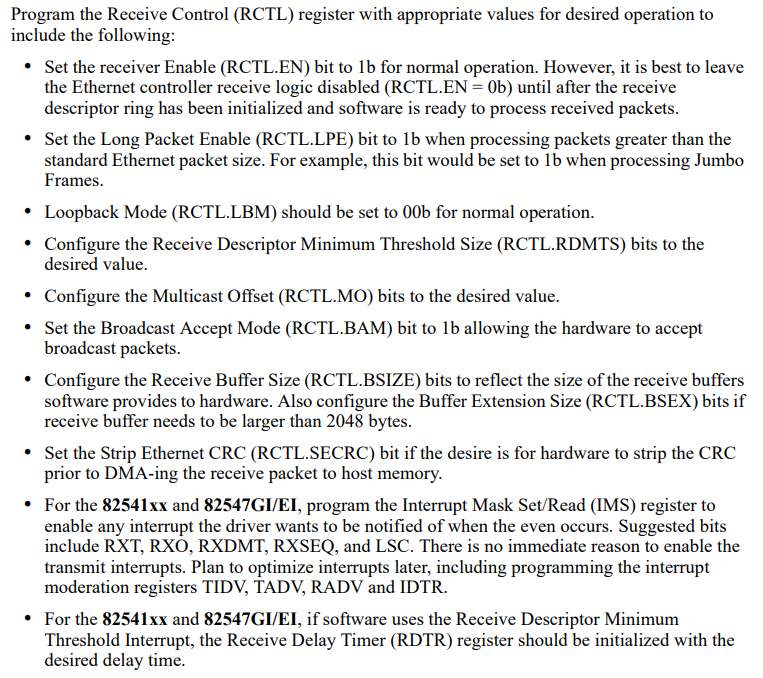 Program the Receive Control (RCTL) register with appropriate values for desired operation to
include the following:
• Set the receiver Enable (RCTL.EN) bit to 1b for normal operation. However, it is best to leave
the Ethernet controller receive logic disabled (RCTL.EN = 0b) until after the receive
descriptor ring has been initialized and software is ready to process received packets.
• Set the Long Packet Enable (RCTL.LPE) bit to 1b when processing packets greater than the
standard Ethernet packet size. For example, this bit would be set to 1b when processing Jumbo
Frames.
• Loopback Mode (RCTL.LBM) should be set to 00b for normal operation.
• Configure the Receive Descriptor Minimum Threshold Size (RCTL.RDMTS) bits to the
desired value.
• Configure the Multicast Offset (RCTL.MO) bits to the desired value.
• Set the Broadcast Accept Mode (RCTL.BAM) bit to 1b allowing the hardware to accept
broadcast packets.
• Configure the Receive Buffer Size (RCTL.BSIZE) bits to reflect the size of the receive buffers
software provides to hardware. Also configure the Buffer Extension Size (RCTL.BSEX) bits if
receive buffer needs to be larger than 2048 bytes.
• Set the Strip Ethernet CRC (RCTL.SECRC) bit if the desire is for hardware to strip the CRC
prior to DMA-ing the receive packet to host memory.
• For the 82541xx and 82547GI/EI, program the Interrupt Mask Set/Read (IMS) register to
enable any interrupt the driver wants to be notified of when the even occurs. Suggested bits
include RXT, RXO, RXDMT, RXSEQ, and LSC. There is no immediate reason to enable the
transmit interrupts. Plan to optimize interrupts later, including programming the interrupt
moderation registers TIDV, TADV, RADV and IDTR.
• For the 82541xx and 82547GI/EI, if software uses the Receive Descriptor Minimum
Threshold Interrupt, the Receive Delay Timer (RDTR) register should be initialized with the
desired delay time.